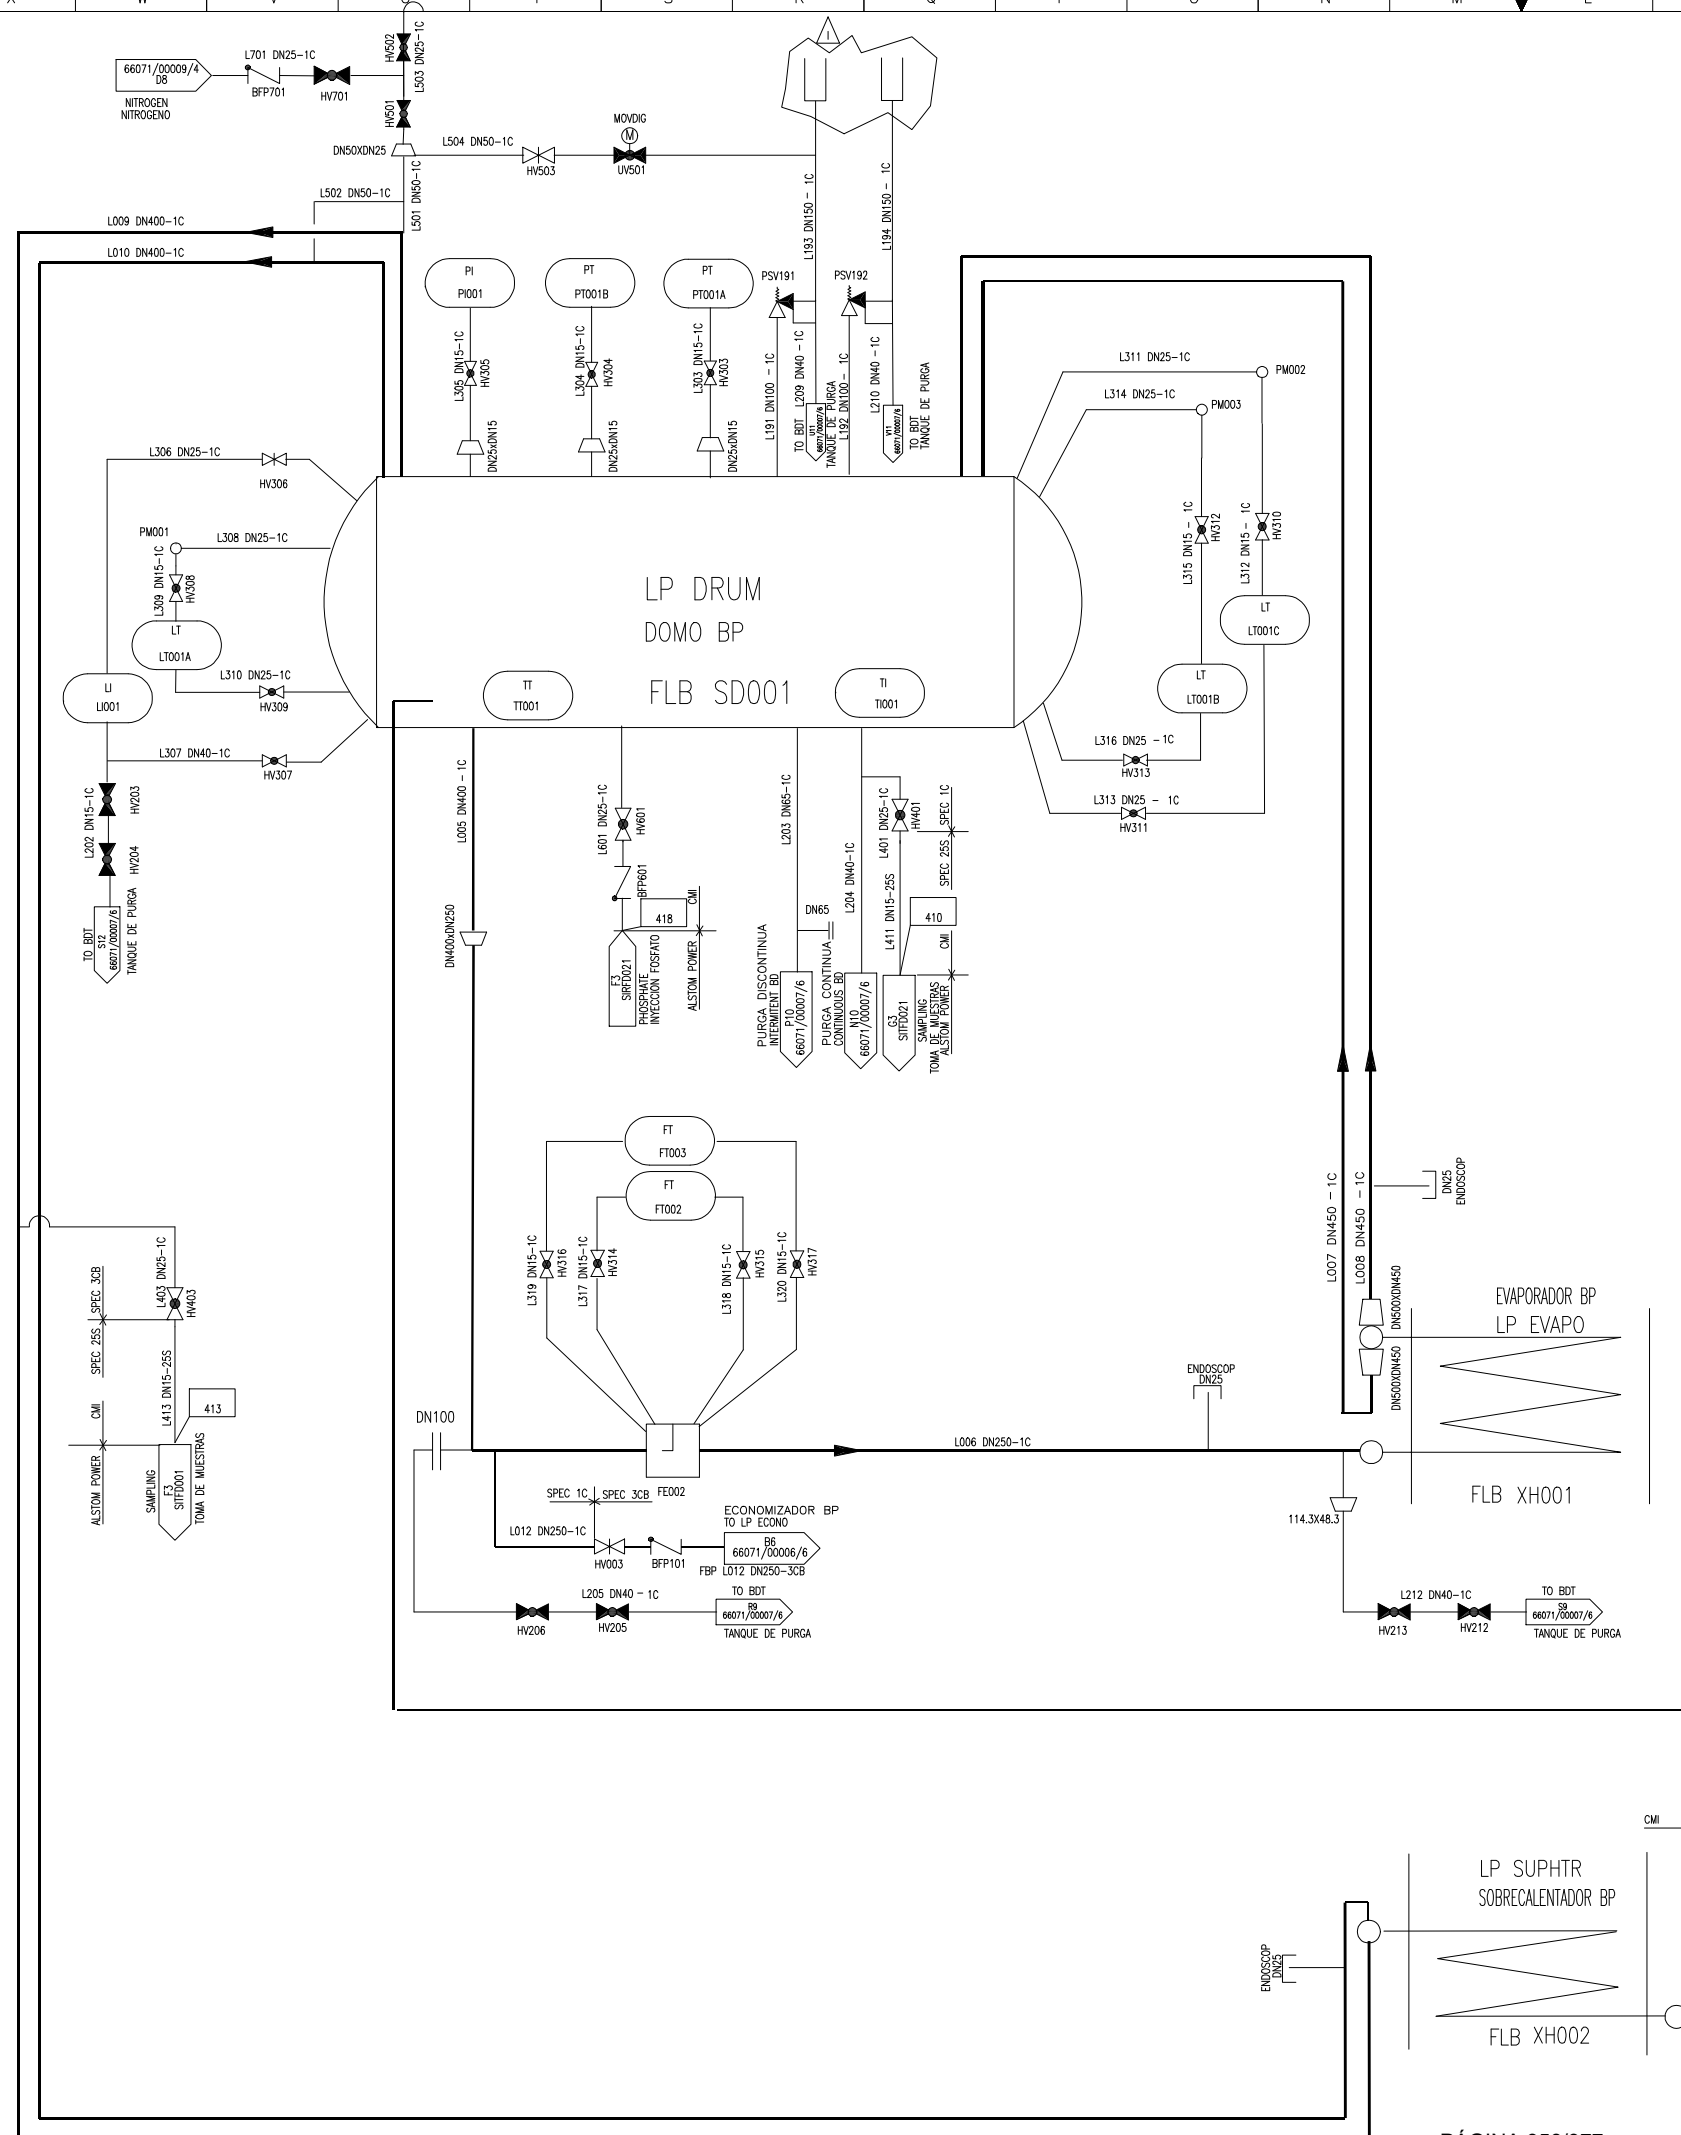 L701 DN25-1C
66071/00009/4
D8
NITROGEN
NITROGENO
BFP701
HV701
HV502
L503 DN25-1C
HV501
DN50XDN25
L504 DN50-1C
HV503
MOVDIG
M
UV501
L502 DN50-1C
L501 DN50-1C
L009 DN400-1C
L010 DN400-1C
1
L193 DN150 - 1C
L194 DN150 - 1C
PI
PI001
PT
PT001B
PT
PT001A
PSV191
PSV192
L305 DN15-1C
HV305
L304 DN15-1C
HV304
L303 DN15-1C
HV303
DN25xDN15
DN25xDN15
DN25xDN15
L191 DN100 - 1C
L209 DN40 - 1C
TO BDT
U11
66071/00007/6
TANQUE DE PURGA
L192 DN100 - 1C
L210 DN40 - 1C
V11
66071/00007/6
TO BDT
TANQUE DE PURGA
L311 DN25-1C
PM002
L314 DN25-1C
PM003
L306 DN25-1C
HV306
PM001
L308 DN25-1C
L309 DN15-1C
HV308
LT
LT001A
L310 DN25-1C
HV309
LI
LI001
L307 DN40-1C
HV307
L202 DN15-1C
HV203
HV204
TO BDT
S12
66071/00007/6
TANQUE DE PURGA
LP DRUM
DOMO BP
FLB SD001
TT
TT001
TI
TI001
L315 DN15 - 1C
HV312
L312 DN15 - 1C
HV310
LT
LT001C
LT
LT001B
L316 DN25 - 1C
HV313
L313 DN25 - 1C
HV311
L005 DN400 - 1C
DN400xDN250
L601 DN25-1C
HV601
BFP601
418
CMI
ALSTOM POWER
F3
SIRFD021
PHOSPHATE
INYECCION FOSFATO
L203 DN65-1C
DN65
PURGA DISCONTINUA
INTERMITENT BD
P10
66071/00007/6
L204 DN40-1C
PURGA CONTINUA
CONTINUOUS BD
N10
66071/00007/6
L401 DN25-1C
HV401
SPEC 1C
SPEC 25S
L411 DN15-25S
410
CMI
ALSTOM POWER
G3
SITFD021
SAMPLING
TOMA DE MUESTRAS
FT
FT003
FT
FT002
L319 DN15-1C
HV316
L317 DN15-1C
HV314
L318 DN15-1C
HV315
L320 DN15-1C
HV317
L007 DN450 - 1C
L008 DN450 - 1C
DN25
ENDOSCOP
DN500XDN450
DN500XDN450
EVAPORADOR BP
LP EVAPO
FLB XH001
L403 DN25-1C
HV403
SPEC 3CB
SPEC 25S
L413 DN15-25S
413
CMI
ALSTOM POWER
SAMPLING
F3
SITFD001
TOMA DE MUESTRAS
DN100
FE002
L006 DN250-1C
ENDOSCOP
DN25
SPEC 1C
SPEC 3CB
L012 DN250-1C
HV003
BFP101
ECONOMIZADOR BP
TO LP ECONO
B6
66071/00006/6
FBP L012 DN250-3CB
L205 DN40 - 1C
HV206
HV205
TO BDT
R9
66071/00007/6
TANQUE DE PURGA
114.3X48.3
L212 DN40-1C
HV213
HV212
TO BDT
S9
66071/00007/6
TANQUE DE PURGA
CMI
LP SUPHTR
SOBRECALENTADOR BP
ENDOSCOP
DN25
FLB XH002